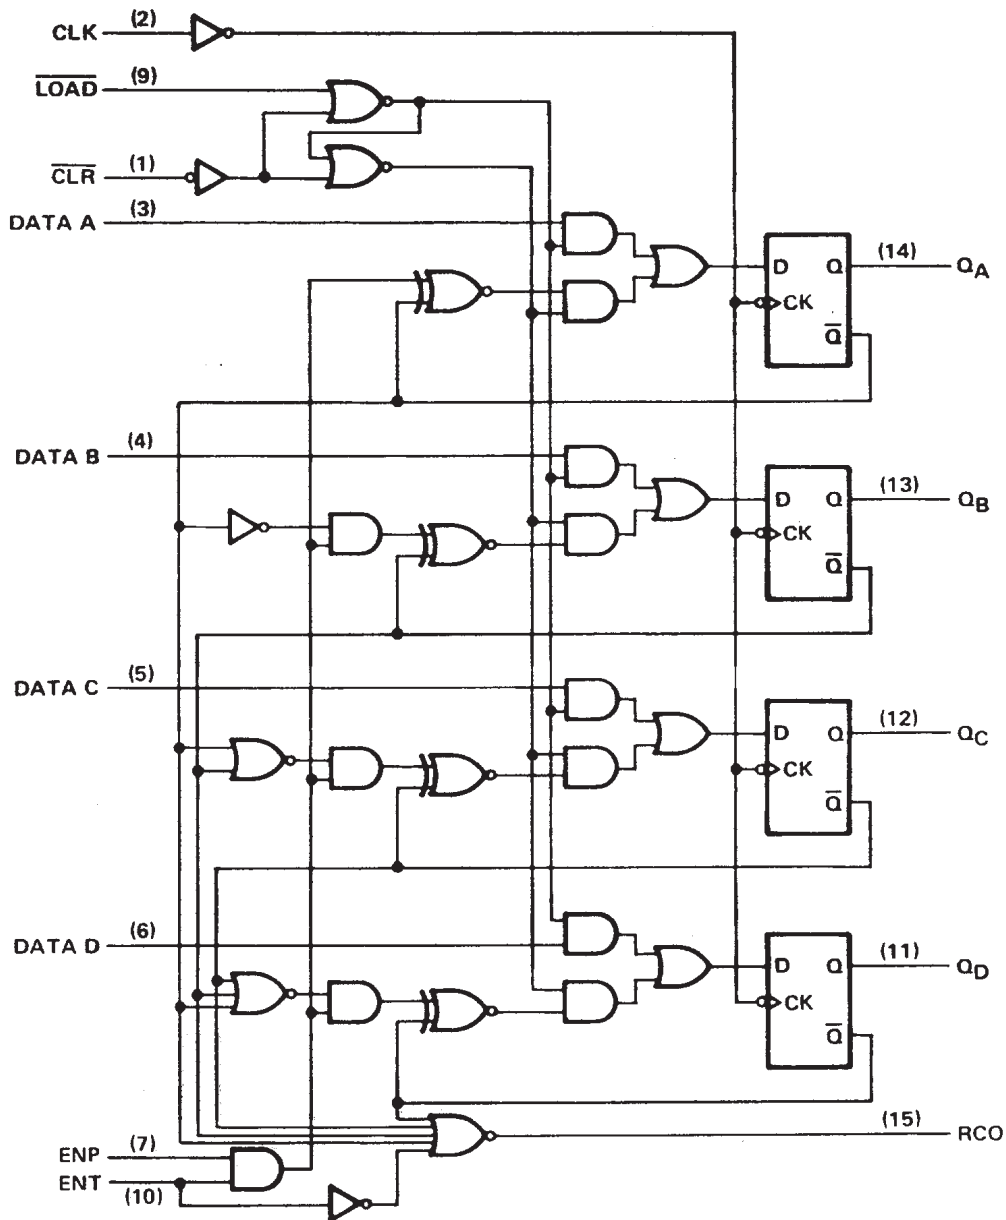 CLK (2)
LOAD (9)
CLR (1)
DATA A (3)
D Q (14) QA
CK
Q
DATA B (4)
D Q (13) QB
CK
Q
DATA C (5)
D Q (12) QC
CK
Q
DATA D (6)
D Q (11) QD
CK
Q
(15) RCO
ENP (7)
ENT (10)